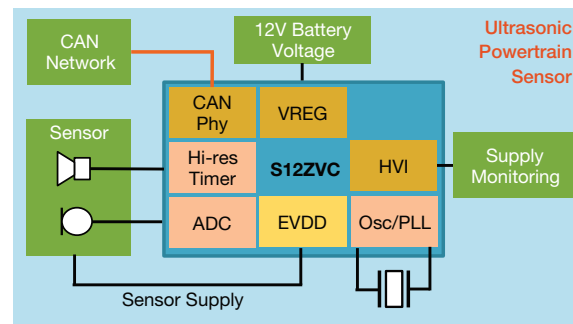 CAN
Network
12V Battery
Voltage
Ultrasonic
Powertrain
Sensor
CAN
Phy
VREG
Sensor
Hi-res
Timer
S12ZVC
HVI
Supply
Monitoring
ADC
EVDD
Osc/PLL
Sensor Supply